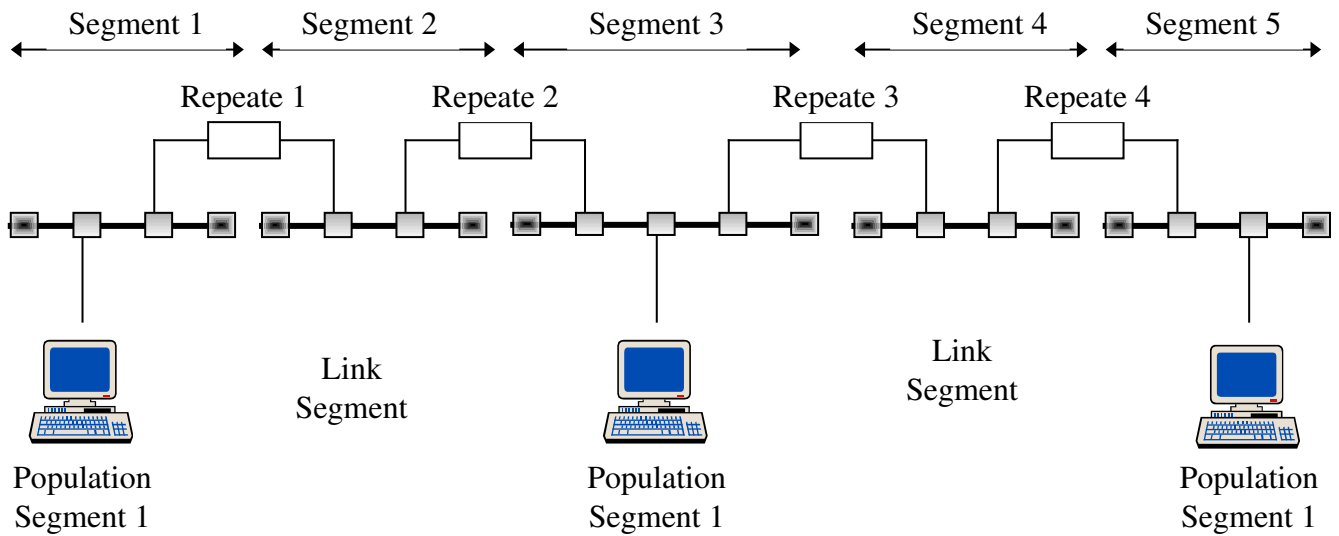 Segment 1 Segment 2 Segment 3 Segment 4 Segment 5
Repeate 1 Repeate 2 Repeate 3 Repeate 4
Link
Segment
Link
Segment
Population
Segment 1
Population
Segment 1
Population
Segment 1